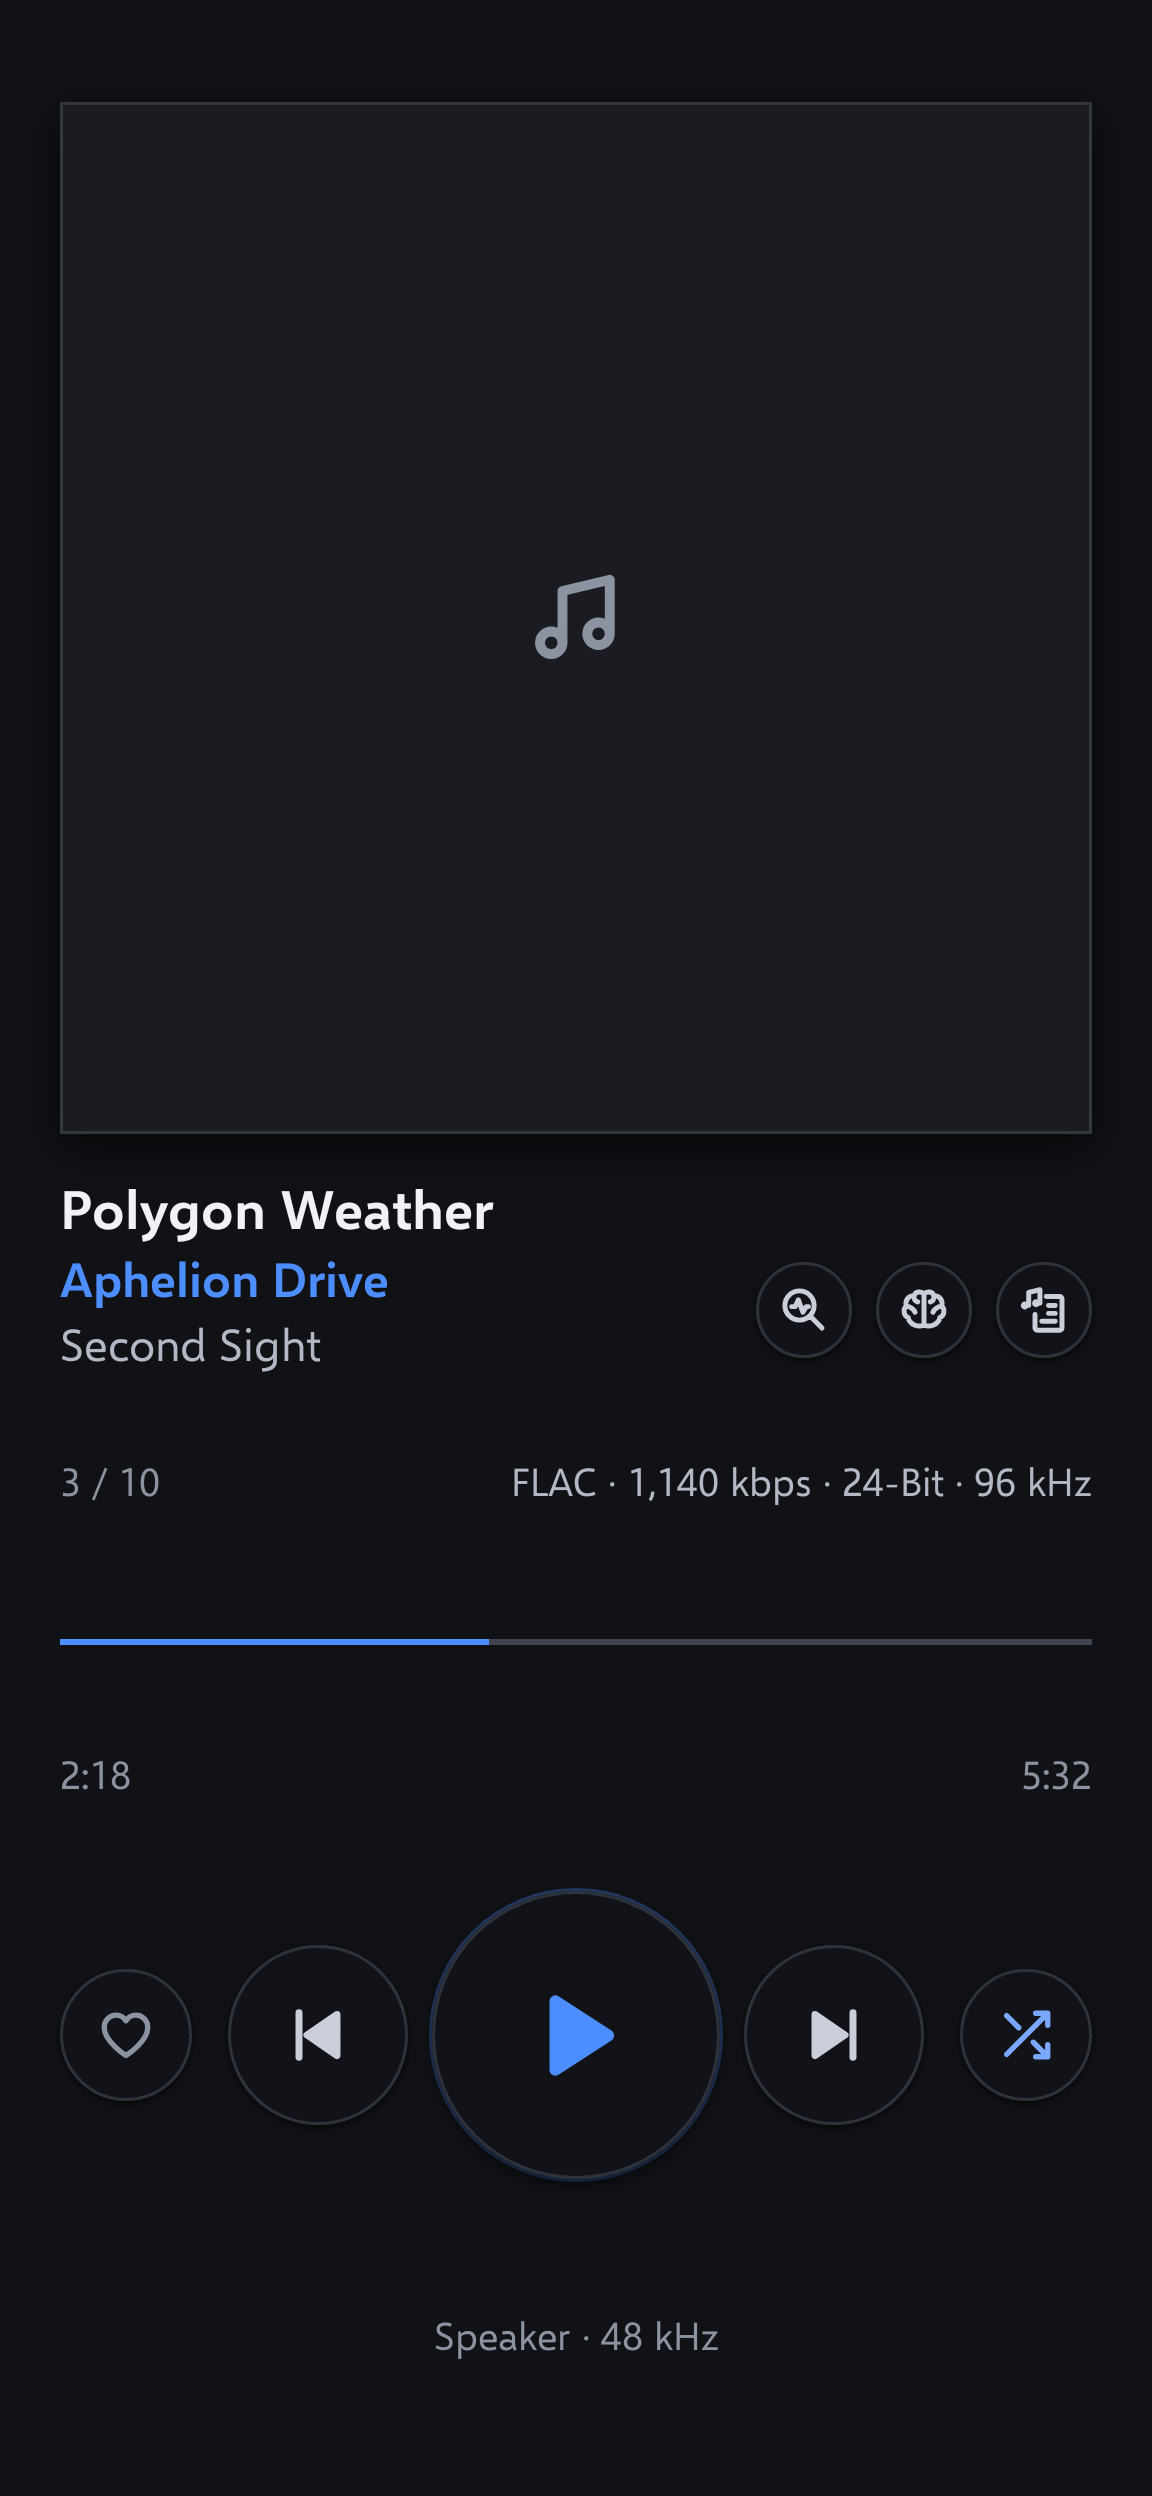 Polygon Weather
Aphelion Drive
Second Sight
3 / 10
FLAC · 1,140 kbps · 24-Bit · 96 kHz
2:18
5:32
Speaker · 48 kHz